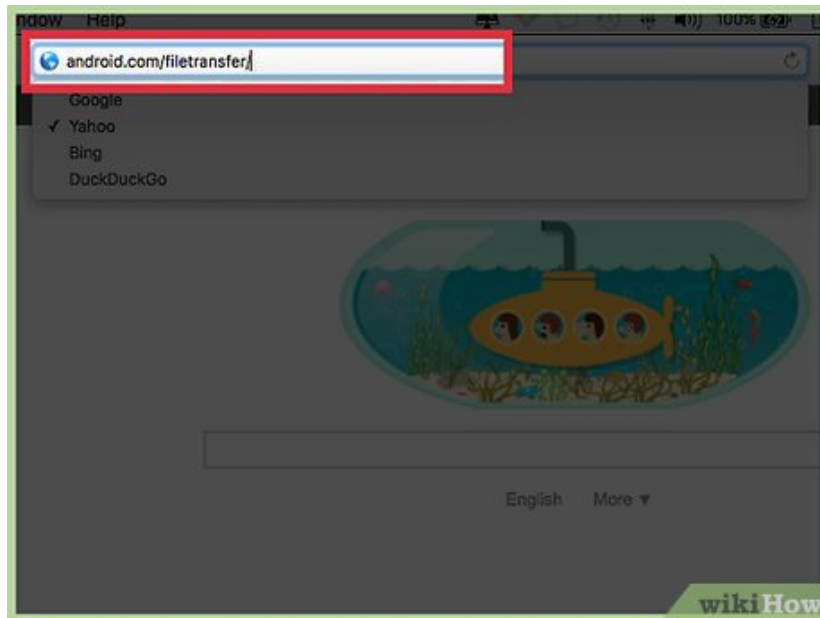 ndow Help 100%
android.com/filetransfer/
Google
✓ Yahoo
Bing
DuckDuckGo
English More ▼
wikiHow